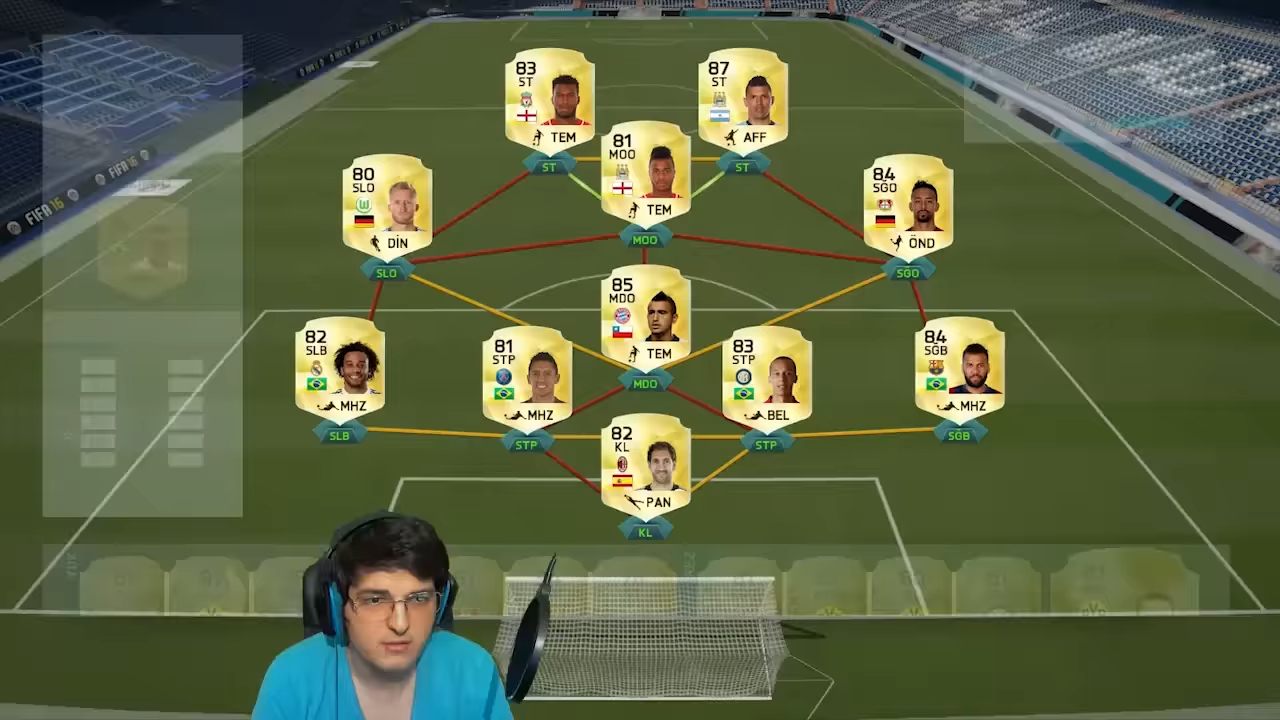 83
ST
TEM
ST
87
ST
AFF
ST
81
MOO
TEM
MOO
80
SLO
DİN
SLO
84
SGO
ÖND
SGO
85
MDO
TEM
MDO
82
SLB
MHZ
SLB
81
STP
MHZ
STP
83
STP
BEL
STP
84
SGB
MHZ
SGB
82
KL
PAN
KL
FIFA 16
FIFA 16